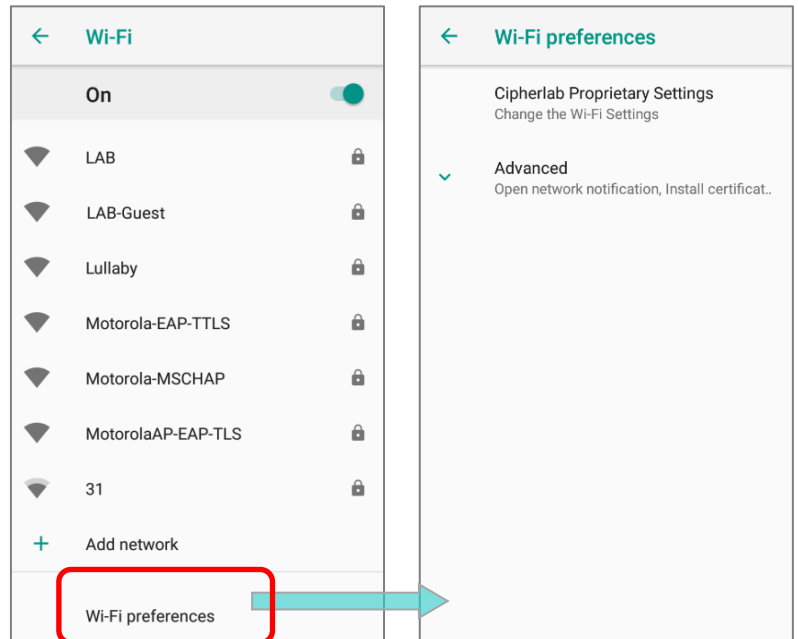 Wi-Fi
On
LAB
LAB-Guest
Lullaby
Motorola-EAP-TTLS
Motorola-MSCHAP
MotorolaAP-EAP-TLS
31
Add network
Wi-Fi preferences
Wi-Fi preferences
Cipherlab Proprietary Settings
Change the Wi-Fi Settings
Advanced
Open network notification, Install certificat..